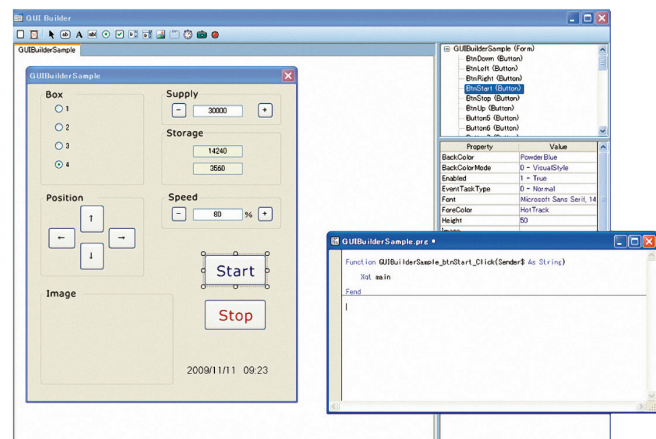 GUI Builder
GUIBuilderSample
GUIBuilderSample
Box
1
2
3
4
Supply
- 30000 +
Storage
14240
3560
Position
↑
← →
↓
Speed
- 80 % +
Image
Start
Stop
2009/11/11 09:23
GUIBuilderSample (Form)
BtnDown (Button)
BtnLeft (Button)
BtnRight (Button)
BtnStart (Button)
BtnStop (Button)
BtnUp (Button)
Button5 (Button)
Button6 (Button)
Property Value
BackColor PowderBlue
BackColorMode 0 - VisualStyle
Enabled 1 - True
EventTaskType 0 - Normal
Font Microsoft Sans Serif, 14
ForeColor HotTrack
Height 50
GUIBuilderSample.prg
Function GUIBuilderSample_btnStart_Click(Sender$ As String)
Xqt main
Fend